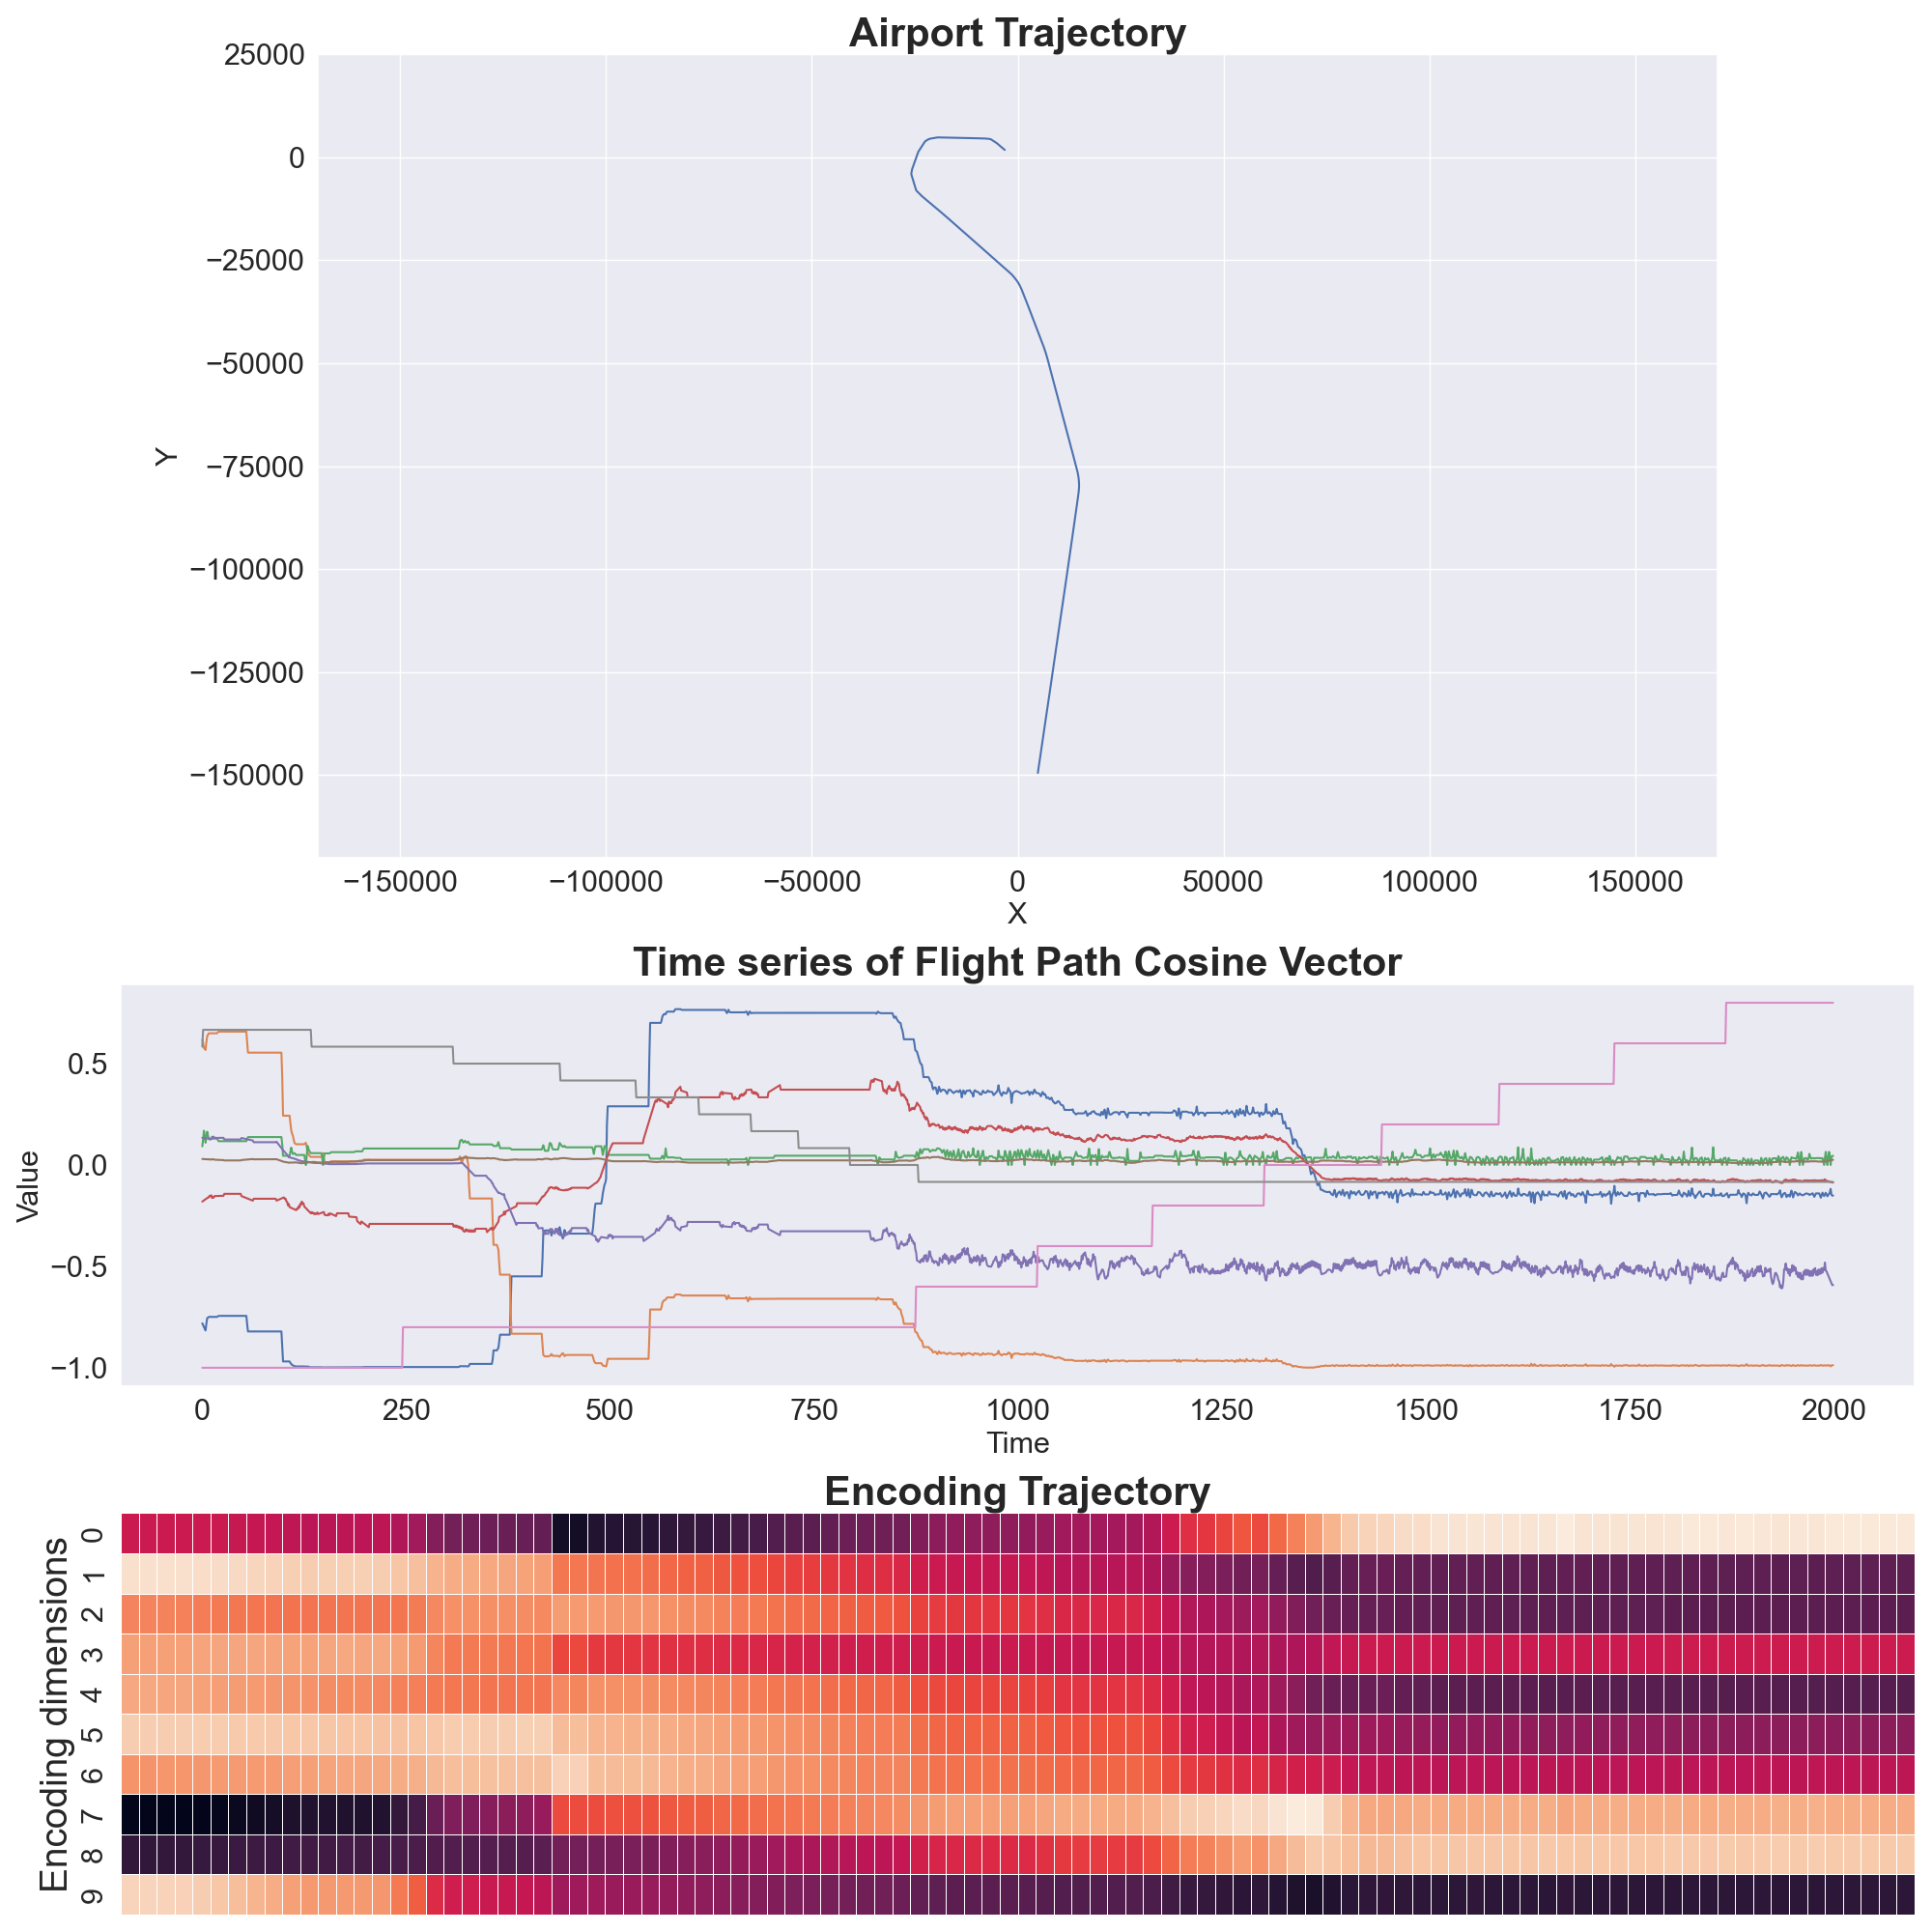 Airport Trajectory
25000
0
−25000
−50000
−75000
−100000
−125000
−150000
Y
−150000 −100000 −50000 0 50000 100000 150000
X
Time series of Flight Path Cosine Vector
0.5
0.0
−0.5
−1.0
Value
0 250 500 750 1000 1250 1500 1750 2000
Time
Encoding Trajectory
Encoding dimensions
0
1
2
3
4
5
6
7
8
9